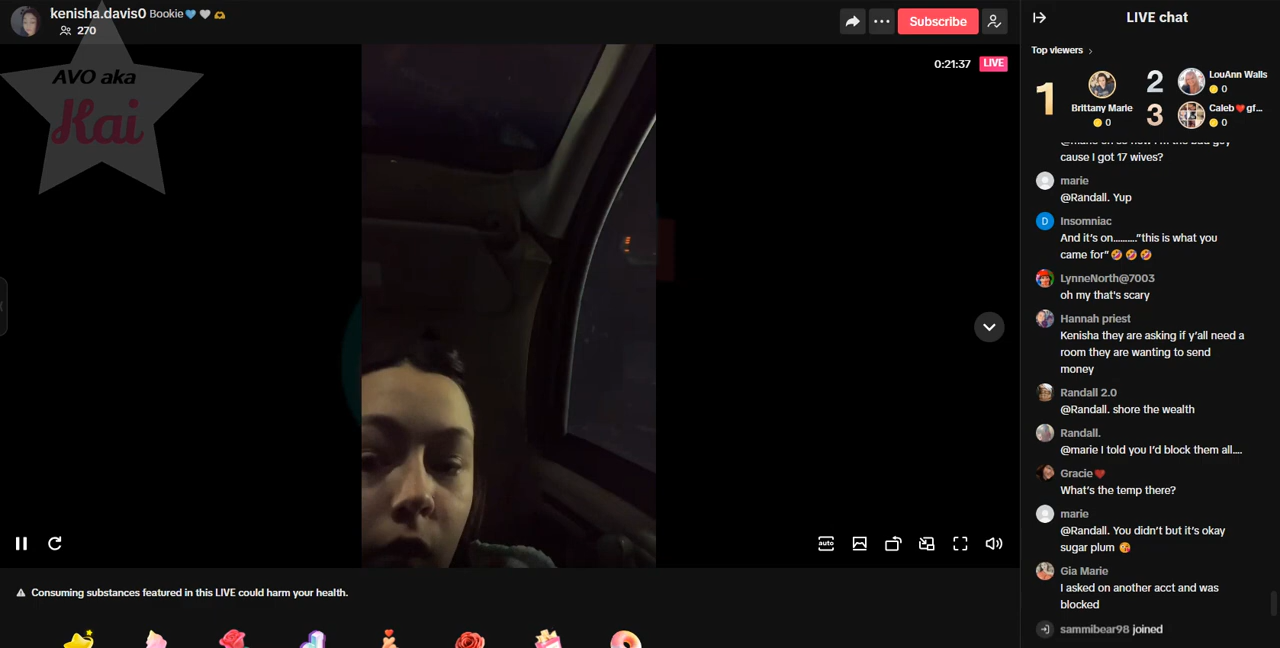 kenisha.davis0 Bookie💙🤍🫶
270
Subscribe
AVO aka
Kai
0:21:37 LIVE
auto
Consuming substances featured in this LIVE could harm your health.
LIVE chat
Top viewers
1
Brittany Marie
0
2
LouAnn Walls
0
3
Caleb❤️gf...
0
cause I got 17 wives?
marie
@Randall. Yup
D
Insomniac
And it's on.........."this is what you
came for"🤣🤣🤣
LynneNorth@7003
oh my that's scary
Hannah priest
Kenisha they are asking if y'all need a
room they are wanting to send
money
Randall 2.0
@Randall. shore the wealth
Randall.
@marie I told you I'd block them all....
Gracie❤️
What's the temp there?
marie
@Randall. You didn't but it's okay
sugar plum 🥳
Gia Marie
I asked on another acct and was
blocked
sammibear98 joined